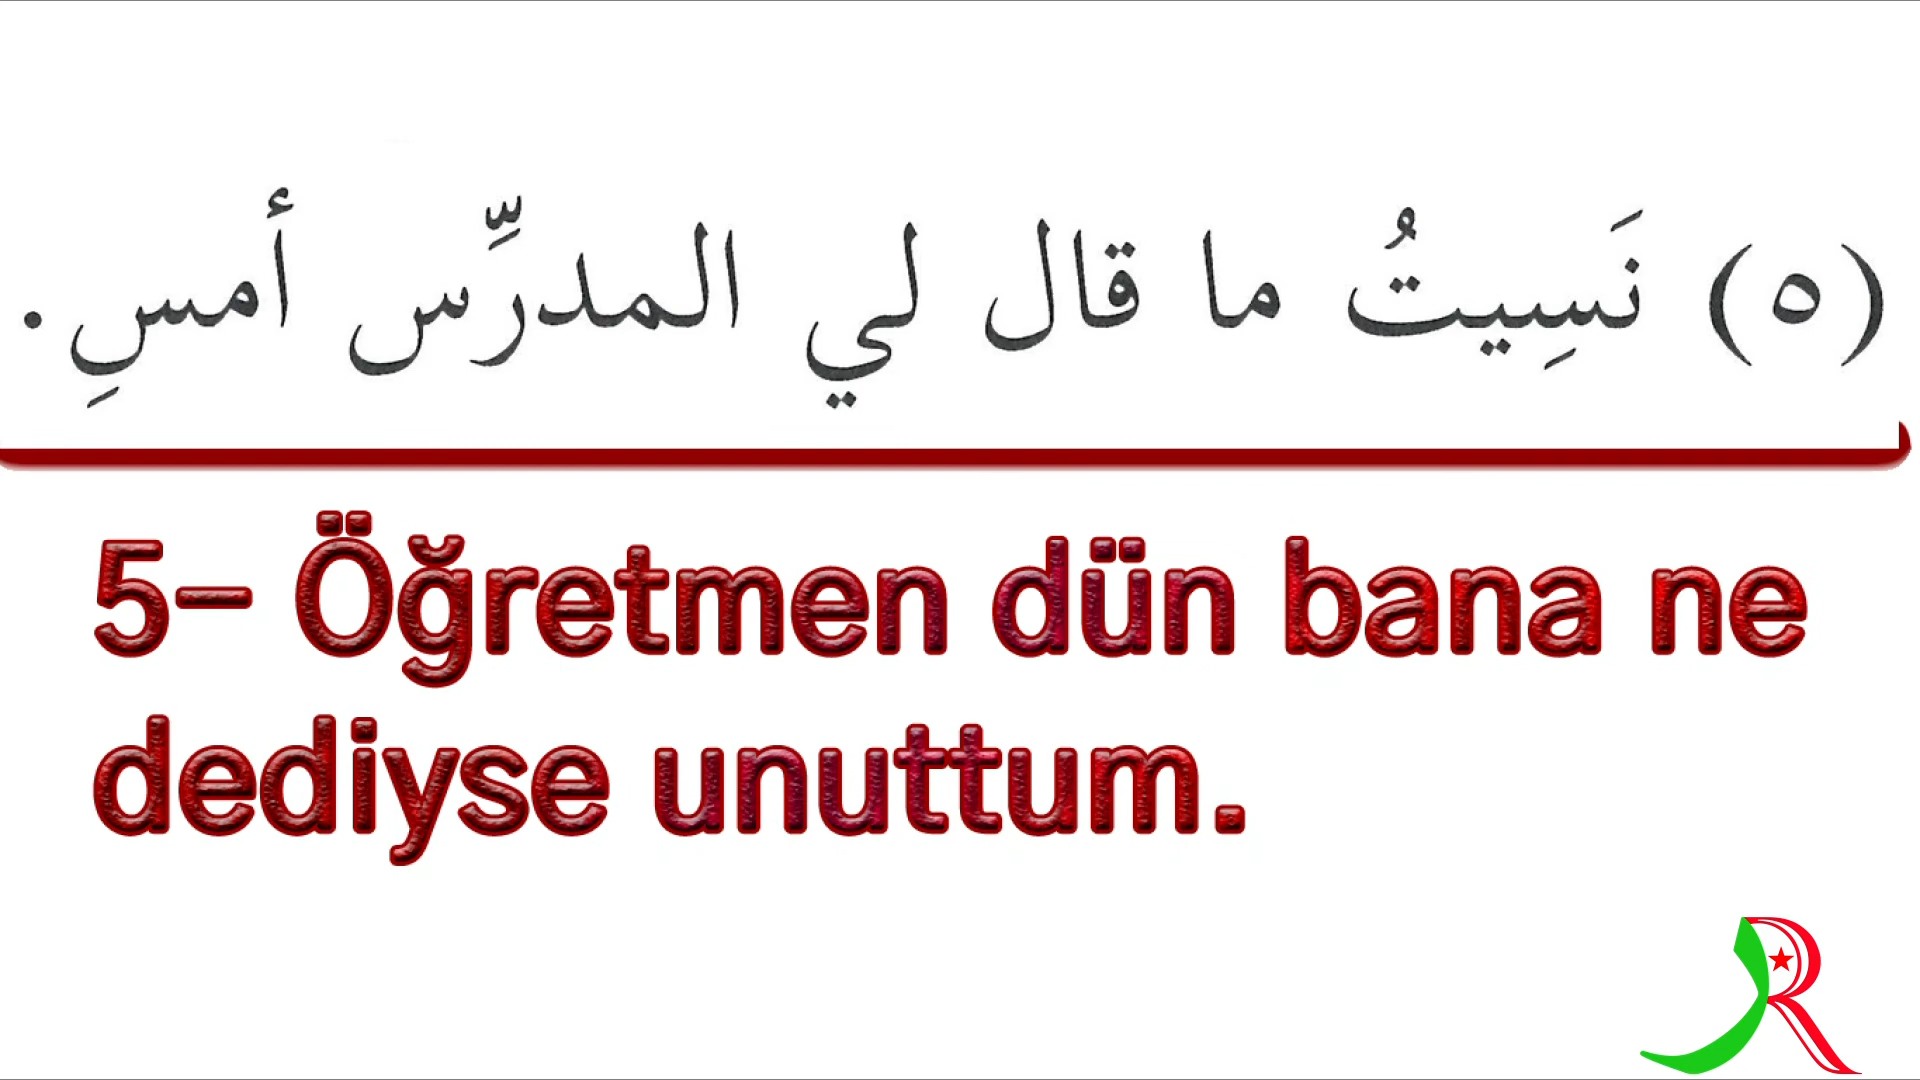 (٥) نَسِيتُ ما قال لي المدرِّس أمسِ .
5- Öğretmen dün bana ne
dediyse unuttum.
R